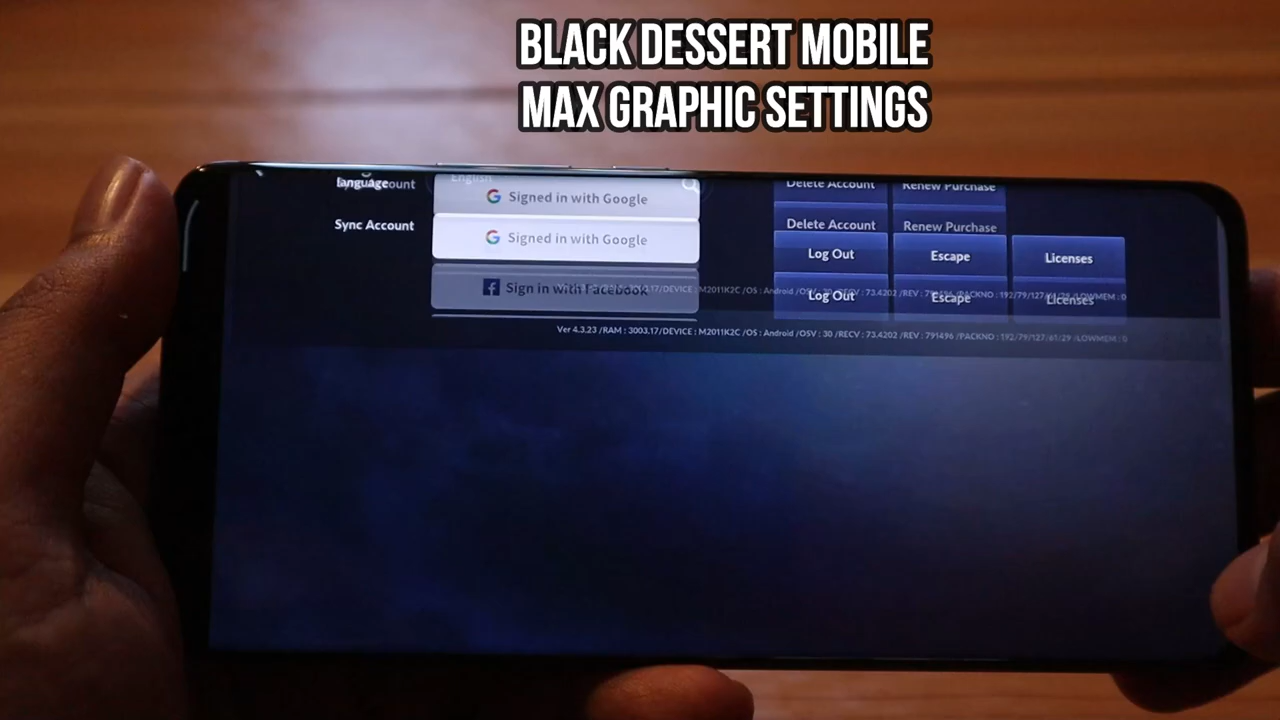 BLACK DESSERT MOBILE
MAX GRAPHIC SETTINGS
Language
English
Signed in with Google
Delete Account
Renew Purchase
Sync Account
Signed in with Google
Delete Account
Renew Purchase
Log Out
Escape
Licenses
Sign in with Facebook
Log Out
Escape
Licenses
Ver 4.3.23 /RAM : 3003.17/DEVICE : M2011K2C /OS : Android /OSV : 30 /RECV : 73.4202 /REV : 791496 /PACKNO : 192/79/127/61/29 /LOWMEM : 0